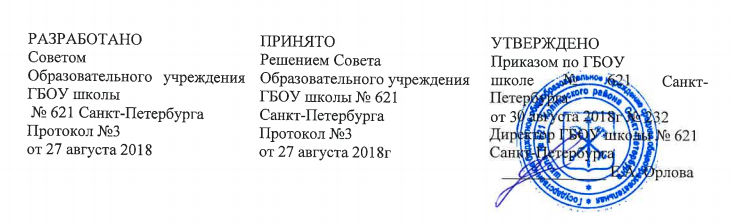 РАЗРАБОТАНО
Советом
Образовательного учреждения
ГБОУ школы
№ 621 Санкт-Петербурга
Протокол №3
от 27 августа 2018
ПРИНЯТО
Решением Совета
Образовательного учреждения
ГБОУ школы № 621
Санкт-Петербурга
Протокол №3
от 27 августа 2018г
УТВЕРЖДЕНО
Приказом по ГБОУ
школе № 621 Санкт-
Петербурга
от 30 августа 2018г № 232
Директор ГБОУ школы № 621
Санкт-Петербурга
Орлова